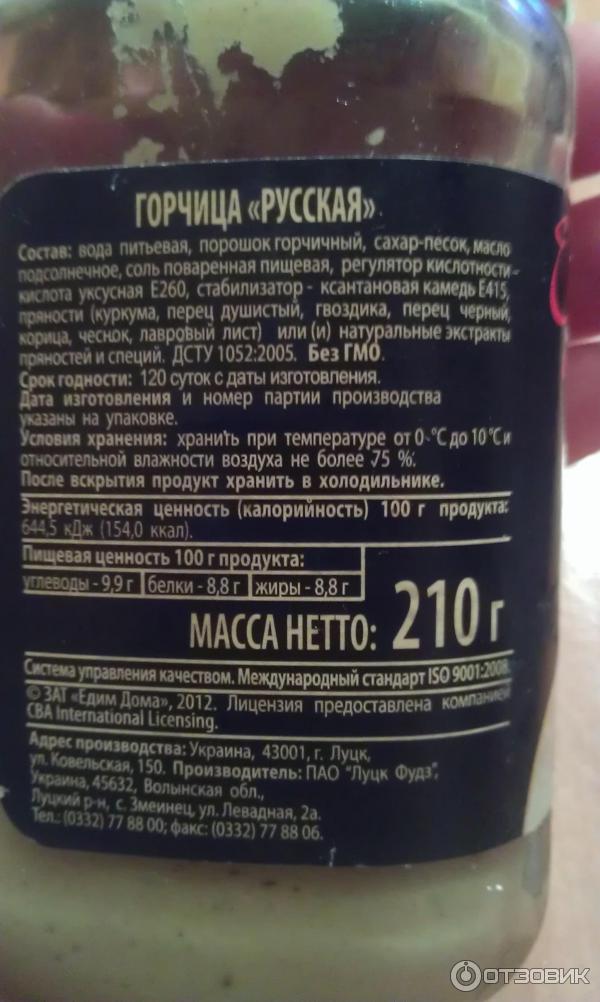 ГОРЧИЦА «РУССКАЯ»
Состав: вода питьевая, порошок горчичный, сахар-песок, масло
подсолнечное, соль поваренная пищевая, регулятор кислотности -
кислота уксусная Е260, стабилизатор - ксантановая камедь Е415,
пряности (куркума, перец душистый, гвоздика, перец черный,
корица, чеснок, лавровый лист) или (и) натуральные экстракты
пряностей и специй. ДСТУ 1052:2005. Без ГМО.
Срок годности: 120 суток с даты изготовления.
Дата изготовления и номер партии производства
указаны на упаковке.
Условия хранения: хранить при температуре от 0 °С до 10 °С и
относительной влажности воздуха не более 75 %.
После вскрытия продукт хранить в холодильнике.
Энергетическая ценность (калорийность) 100 г продукта:
644,5 кДж (154,0 ккал).
Пищевая ценность 100 г продукта:
углеводы - 9,9 г белки - 8,8 г жиры - 8,8 г
МАССА НЕТТО: 210 г
Система управления качеством. Международный стандарт ISO 9001:2008.
© ЗАТ «Едим Дома», 2012. Лицензия предоставлена компанией
CBA International Licensing.
Адрес производства: Украина, 43001, г. Луцк,
ул. Ковельская, 150. Производитель: ПАО "Луцк Фудз",
Украина, 45632, Волынская обл.,
Луцкий р-н, с. Змеинец, ул. Левадная, 2а.
Тел.: (0332) 77 88 00; факс: (0332) 77 88 06.
ОТЗОВИК